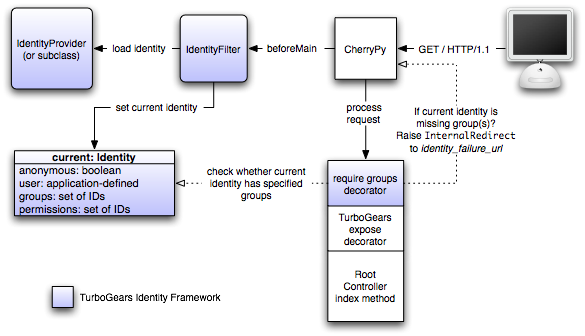 IdentityProvider
(or subclass)
load identity
IdentityFilter
beforeMain
CherryPy
GET / HTTP/1.1
set current identity
process
request
If current identity is
missing group(s)?
Raise InternalRedirect
to identity_failure_url
current: Identity
anonymous: boolean
user: application-defined
groups: set of IDs
permissions: set of IDs
check whether current
identity has specified
groups
require groups
decorator
TurboGears
expose
decorator
Root
Controller
index method
TurboGears Identity Framework